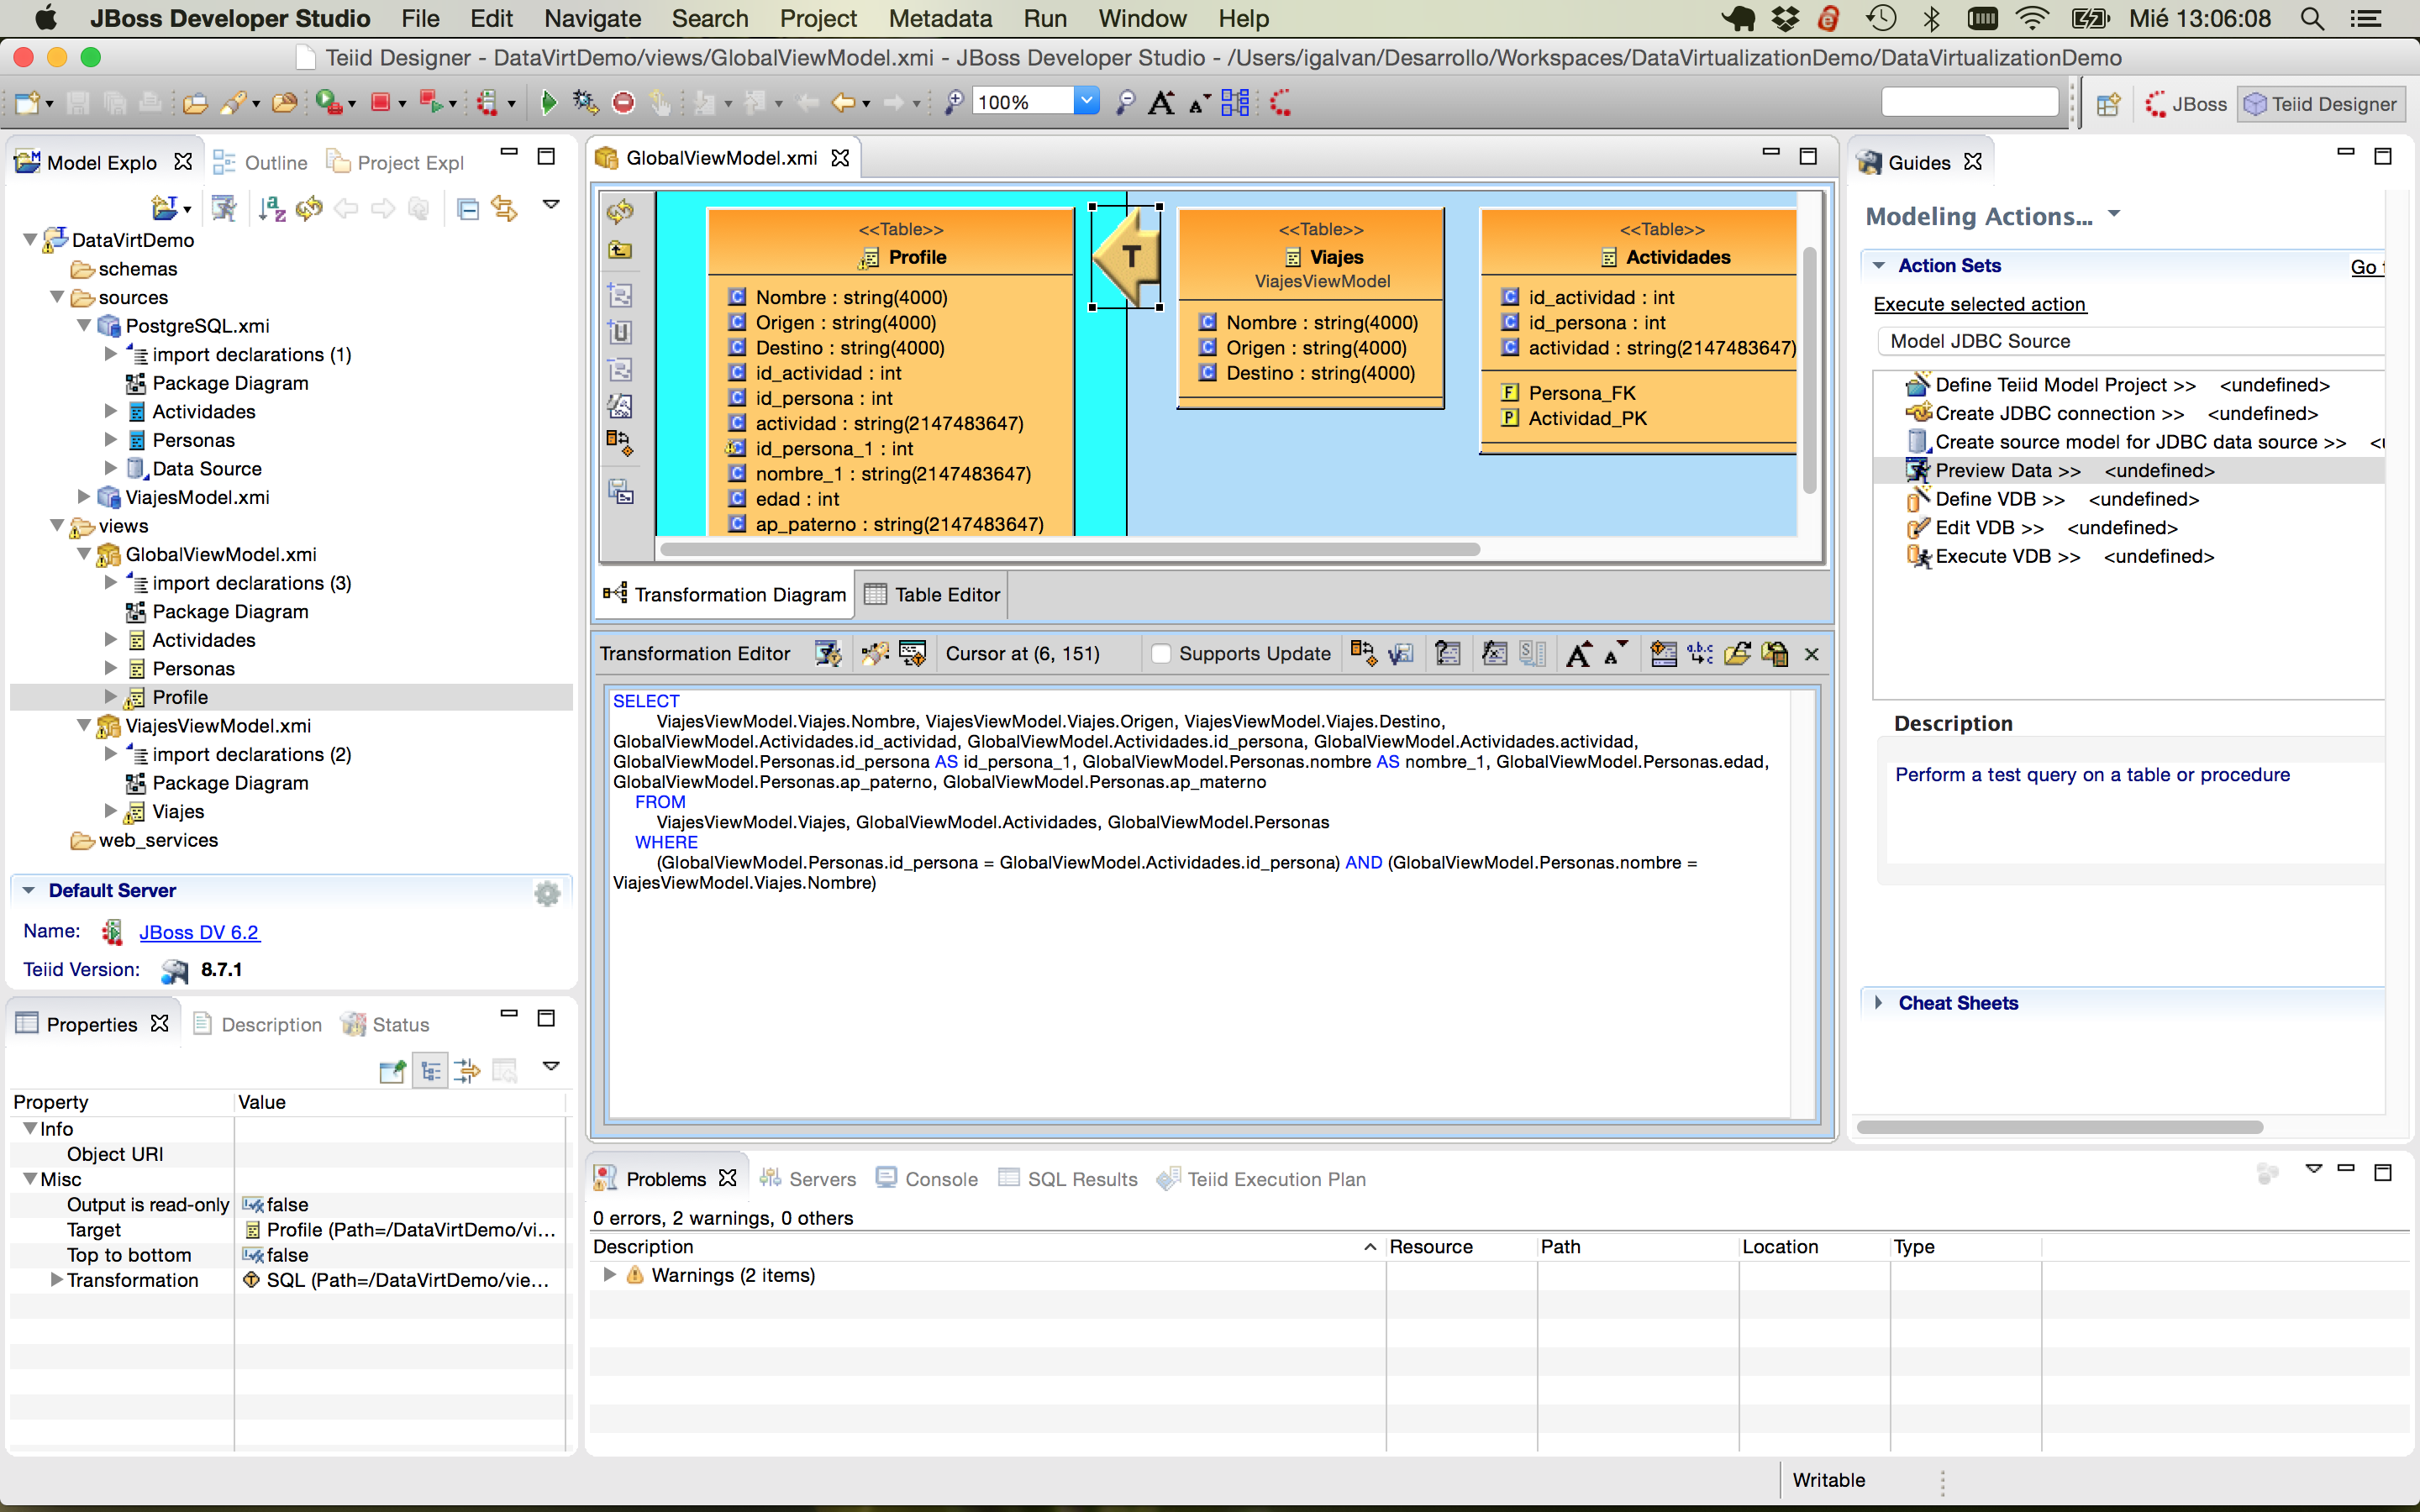 JBoss Developer Studio File Edit Navigate Search Project Metadata Run Window Help Mié 13:06:08
Teiid Designer - DataVirtDemo/views/GlobalViewModel.xmi - JBoss Developer Studio - /Users/igalvan/Desarrollo/Workspaces/DataVirtualizationDemo/DataVirtualizationDemo
100%
JBoss Teiid Designer
Model Explo Outline Project Expl
DataVirtDemo
schemas
sources
PostgreSQL.xmi
import declarations (1)
Package Diagram
Actividades
Personas
Data Source
ViajesModel.xmi
views
GlobalViewModel.xmi
import declarations (3)
Package Diagram
Actividades
Personas
Profile
ViajesViewModel.xmi
import declarations (2)
Package Diagram
Viajes
web_services
Default Server
Name: JBoss DV 6.2
Teiid Version: 8.7.1
Properties Description Status
Property Value
Info
Object URI
Misc
Output is read-only false
Target Profile (Path=/DataVirtDemo/vi...
Top to bottom false
Transformation SQL (Path=/DataVirtDemo/vie...
GlobalViewModel.xmi
<<Table>>
Profile
Nombre : string(4000)
Origen : string(4000)
Destino : string(4000)
id_actividad : int
id_persona : int
actividad : string(2147483647)
id_persona_1 : int
nombre_1 : string(2147483647)
edad : int
ap_paterno : string(2147483647)
T
<<Table>>
Viajes
ViajesViewModel
Nombre : string(4000)
Origen : string(4000)
Destino : string(4000)
<<Table>>
Actividades
id_actividad : int
id_persona : int
actividad : string(2147483647)
Persona_FK
Actividad_PK
Transformation Diagram Table Editor
Transformation Editor Cursor at (6, 151) Supports Update
SELECT
ViajesViewModel.Viajes.Nombre, ViajesViewModel.Viajes.Origen, ViajesViewModel.Viajes.Destino,
GlobalViewModel.Actividades.id_actividad, GlobalViewModel.Actividades.id_persona, GlobalViewModel.Actividades.actividad,
GlobalViewModel.Personas.id_persona AS id_persona_1, GlobalViewModel.Personas.nombre AS nombre_1, GlobalViewModel.Personas.edad,
GlobalViewModel.Personas.ap_paterno, GlobalViewModel.Personas.ap_materno
FROM
ViajesViewModel.Viajes, GlobalViewModel.Actividades, GlobalViewModel.Personas
WHERE
(GlobalViewModel.Personas.id_persona = GlobalViewModel.Actividades.id_persona) AND (GlobalViewModel.Personas.nombre =
ViajesViewModel.Viajes.Nombre)
Problems Servers Console SQL Results Teiid Execution Plan
0 errors, 2 warnings, 0 others
Description Resource Path Location Type
Warnings (2 items)
Guides
Modeling Actions...
Action Sets Go
Execute selected action
Model JDBC Source
Define Teiid Model Project >> <undefined>
Create JDBC connection >> <undefined>
Create source model for JDBC data source >>
Preview Data >> <undefined>
Define VDB >> <undefined>
Edit VDB >> <undefined>
Execute VDB >> <undefined>
Description
Perform a test query on a table or procedure
Cheat Sheets
Writable